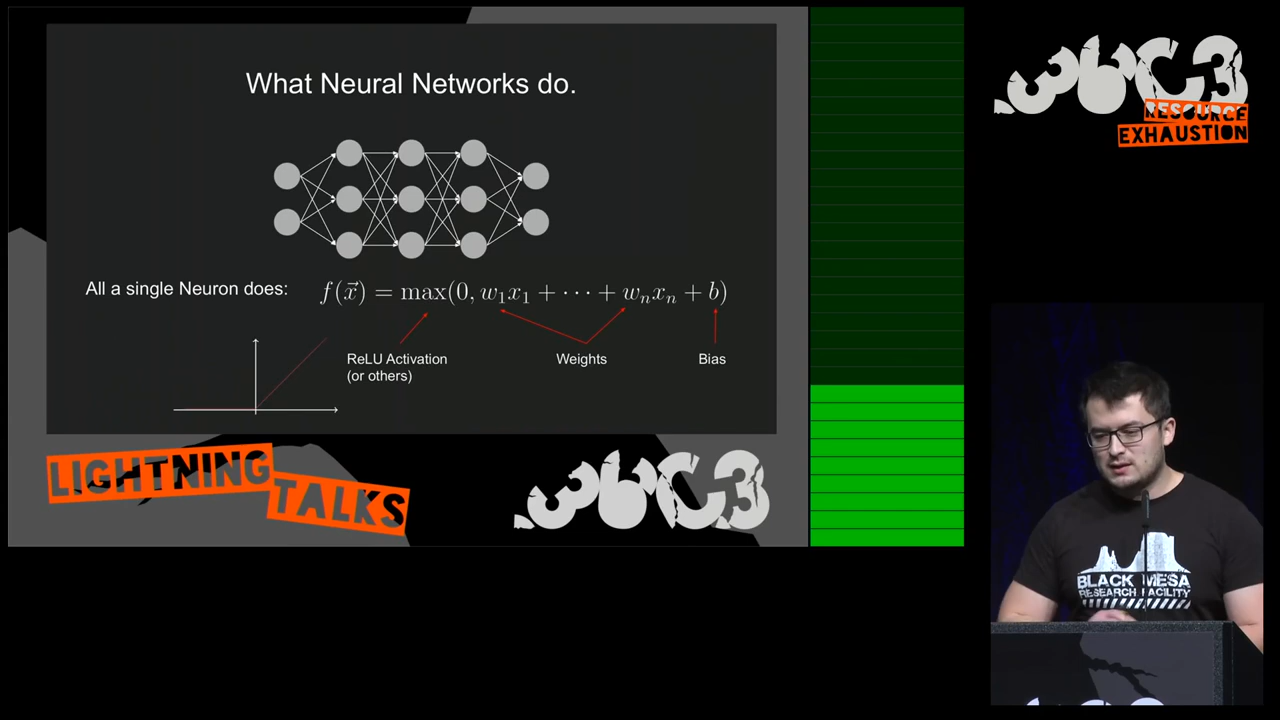 What Neural Networks do.
All a single Neuron does: f(x⃗) = max(0, w₁x₁ + ··· + wₙxₙ + b)
ReLU Activation
(or others)
Weights
Bias
LIGHTNING
TALKS
36C3
36C3
RESOURCE
EXHAUSTION
BLACK MESA
RESEARCH FACILITY